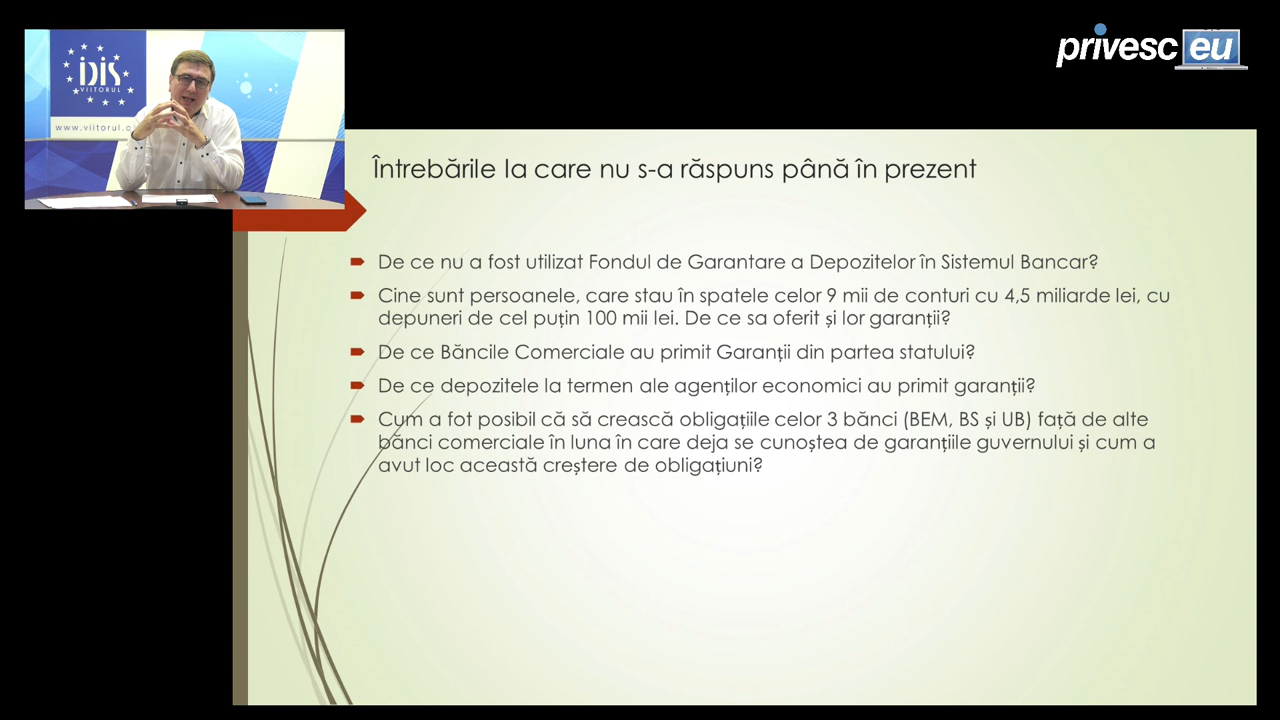 privesc eu
IDIS
VIITORUL
www.viitorul.o
Întrebările la care nu s-a răspuns până în prezent
De ce nu a fost utilizat Fondul de Garantare a Depozitelor în Sistemul Bancar?
Cine sunt persoanele, care stau în spatele celor 9 mii de conturi cu 4,5 miliarde lei, cu
depuneri de cel puțin 100 mii lei. De ce sa oferit și lor garanții?
De ce Băncile Comerciale au primit Garanții din partea statului?
De ce depozitele la termen ale agenților economici au primit garanții?
Cum a fot posibil că să crească obligațiile celor 3 bănci (BEM, BS și UB) față de alte
bănci comerciale în luna în care deja se cunoștea de garanțiile guvernului și cum a
avut loc această creștere de obligațiuni?